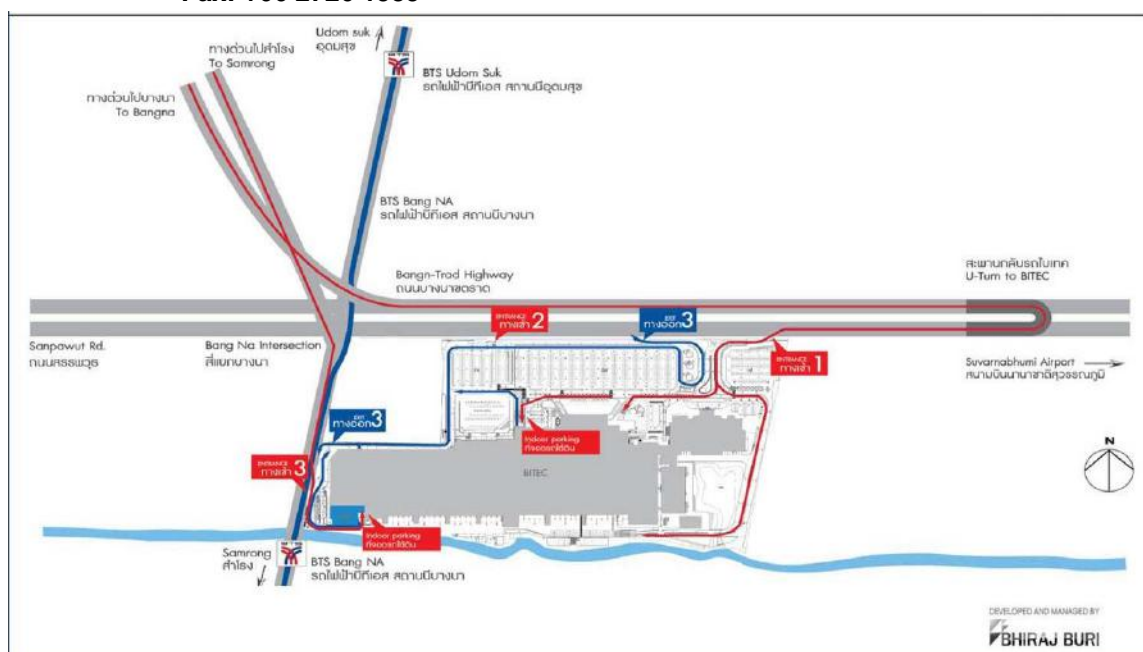 Udom suk
อุดมสุข
ทางด่วนไปสำโรง
To Samrong
BTS Udom Suk
รถไฟฟ้าบีทีเอส สถานีอุดมสุข
ทางด่วนไปบางนา
To Bangna
BTS Bang NA
รถไฟฟ้าบีทีเอส สถานีบางนา
สะพานกลับรถไบเทค
U-Turn to BITEC
Bangn-Trad Highway
ถนนบางนาขตราด
ENTRANCE
ทางเข้า 2
EXIT
ทางออก 3
Sanpawut Rd.
ถนนสรรพวุธ
Bang Na Intersection
สี่แยกบางนา
ENTRANCE
ทางเข้า 1
Suvarnabhumi Airport
สนามบินนานาชาติสุวรรณภูมิ
EXIT
ทางออก 3
Indoor parking
ที่จอดรถใต้ดิน
ENTRANCE
ทางเข้า 3
BITEC
N
Indoor parking
ที่จอดรถใต้ดิน
Samrong
สำโรง
BTS Bang NA
รถไฟฟ้าบีทีเอส สถานีบางนา
DEVELOPED AND MANAGED BY
BHIRAJ BURI